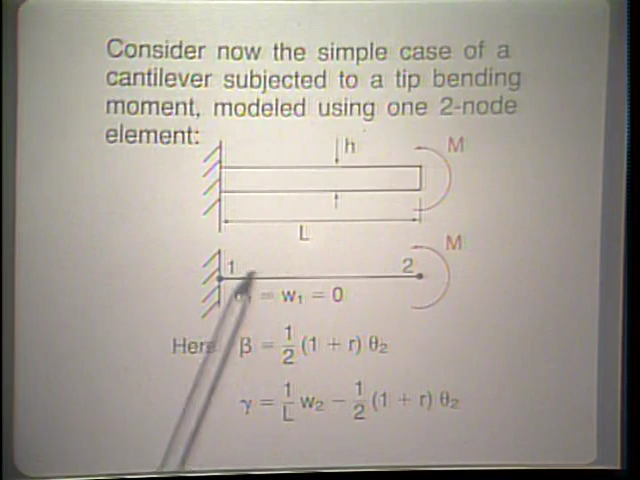 Consider now the simple case of a
cantilever subjected to a tip bending
moment, modeled using one 2-node
element:
h
M
L
M
1
2
= w₁ = 0
Here β = 1/2 (1 + r) θ₂
γ = 1/L w₂ − 1/2 (1 + r) θ₂